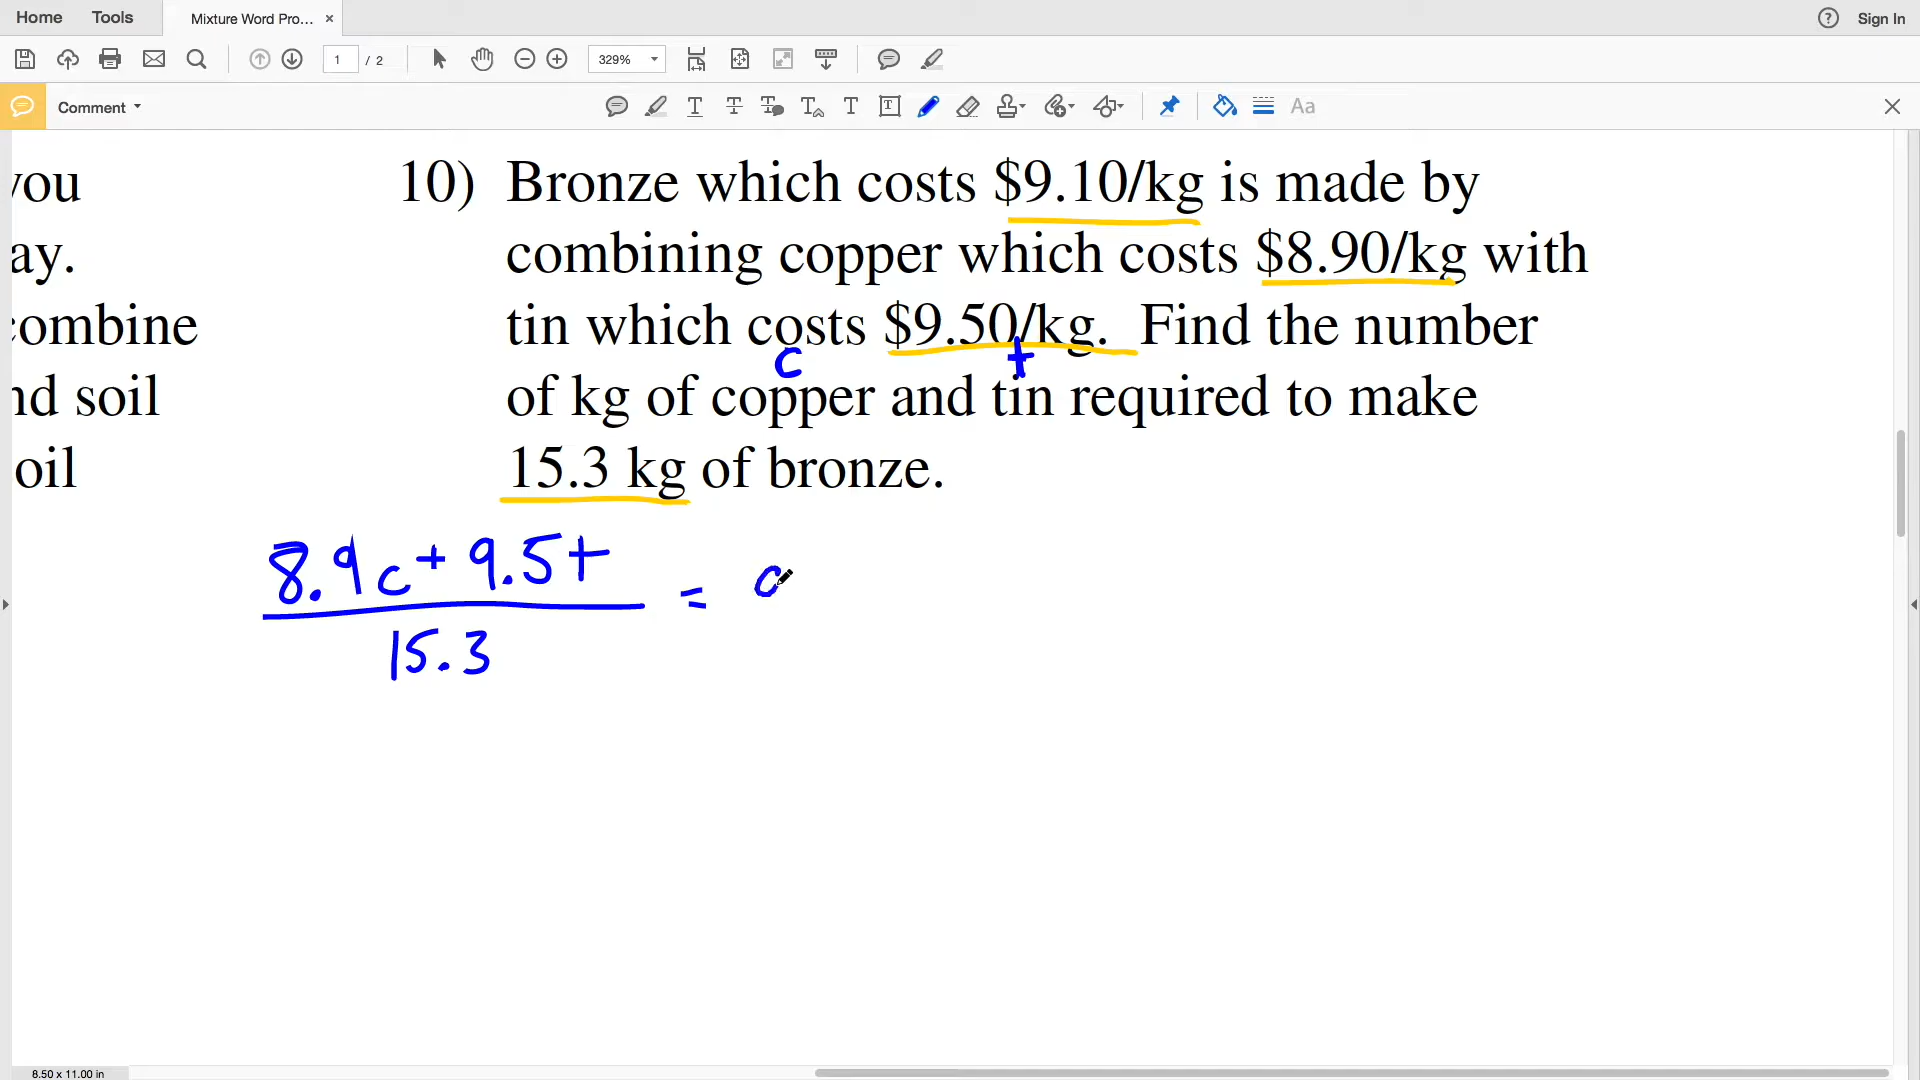 Home Tools Mixture Word Pro... × ? Sign In
1 / 2 329%
Comment T T T T T T Aa
you
ay.
combine
nd soil
oil
10) Bronze which costs $9.10/kg is made by
combining copper which costs $8.90/kg with
tin which costs $9.50/kg. Find the number
c t
of kg of copper and tin required to make
15.3 kg of bronze.
8.9c + 9.5t
=
15.3
8.50 x 11.00 in